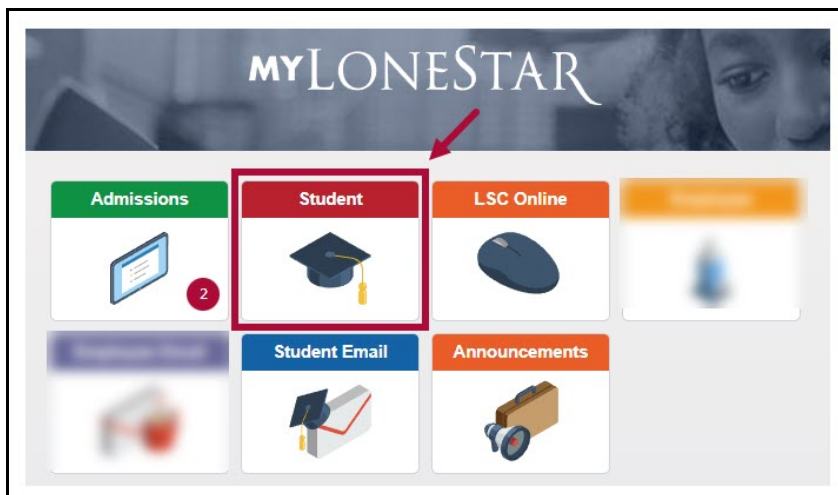 MYLONESTAR
Admissions
Student
LSC Online
2
Student Email
Announcements